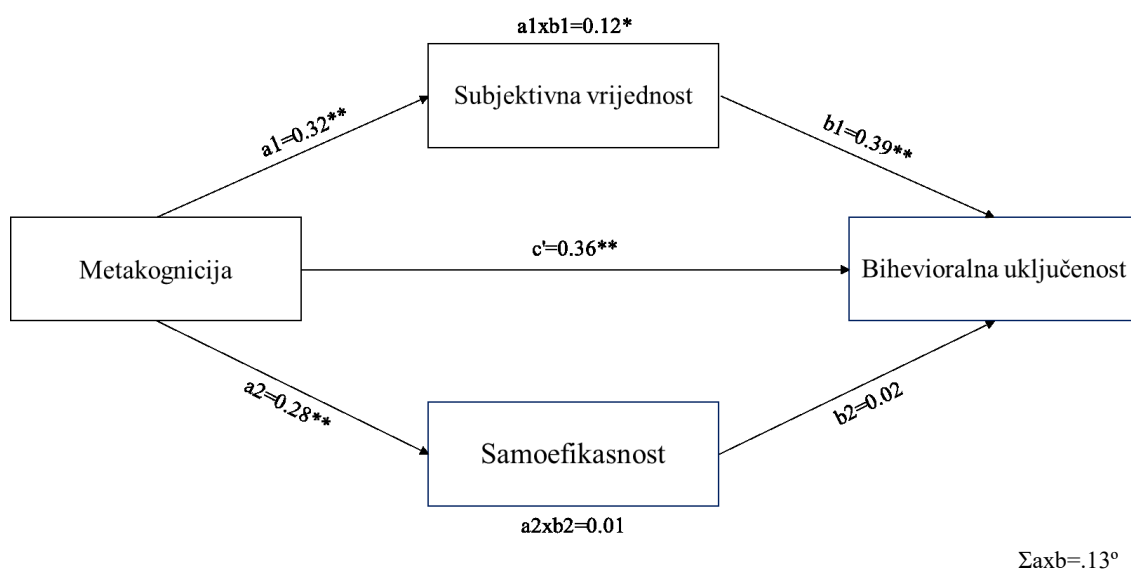 a1xb1=0.12*
Subjektivna vrijednost
a1=0.32**
b1=0.39**
Metakognicija
c'=0.36**
Bihevioralna uključenost
a2=0.28**
b2=0.02
Samoefikasnost
a2xb2=0.01
Σaxb=.13º